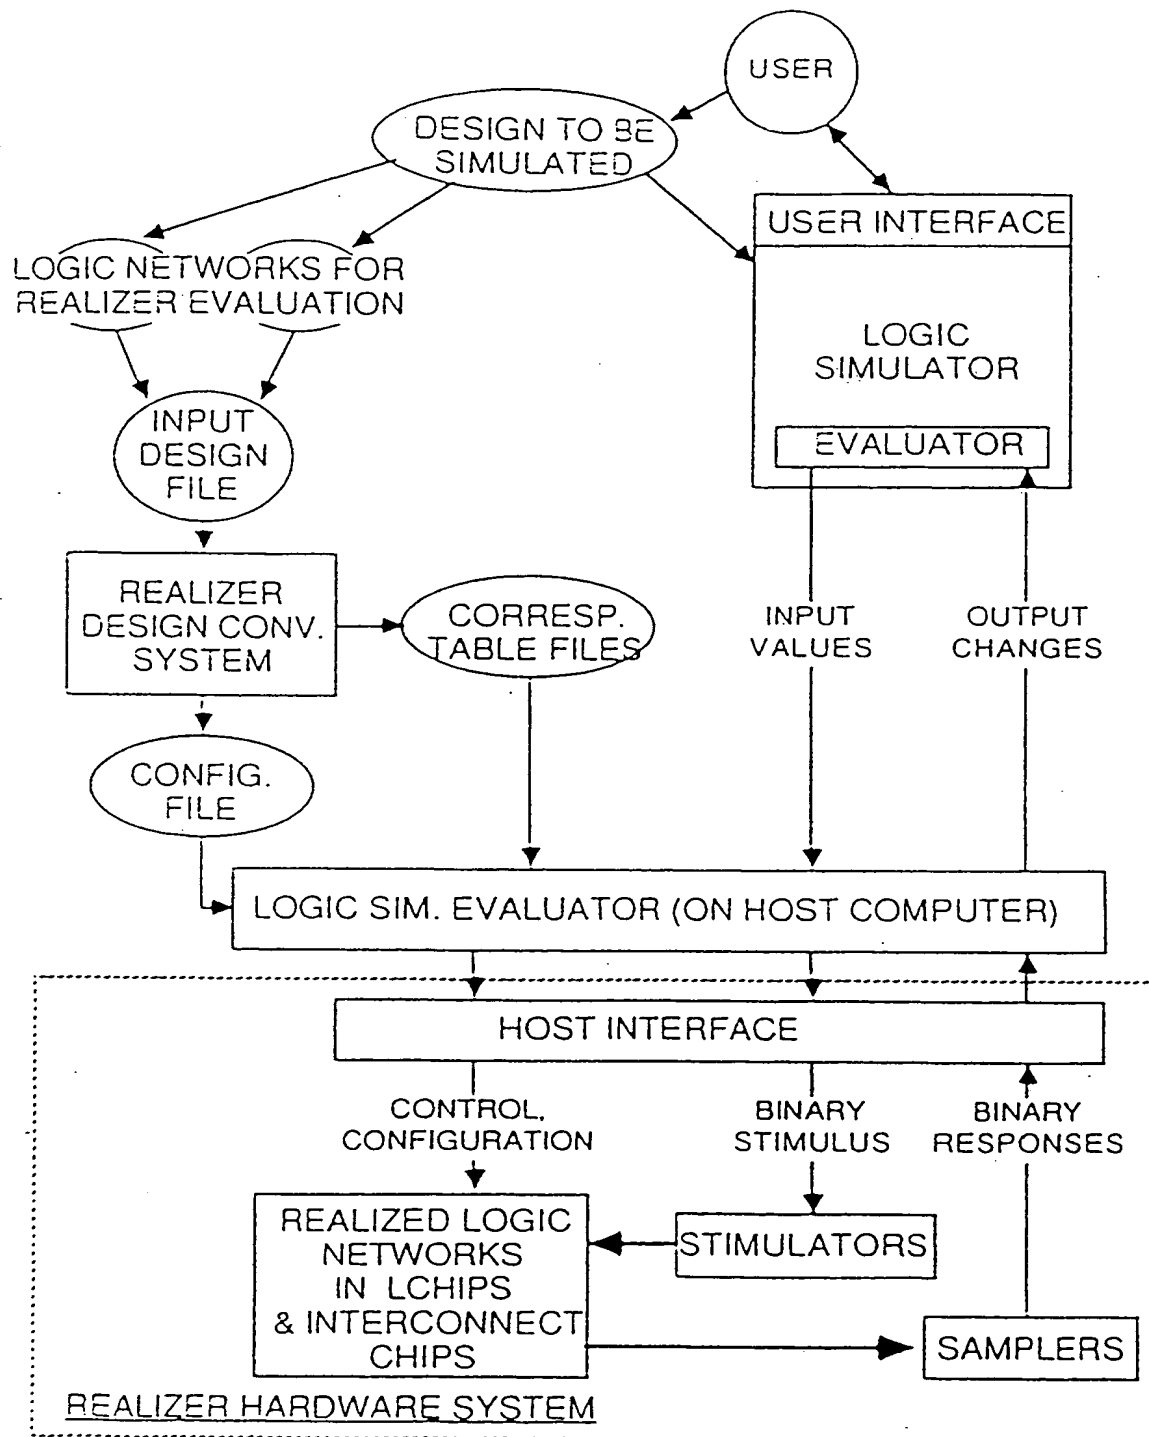 USER
DESIGN TO BE
SIMULATED
USER INTERFACE
LOGIC NETWORKS FOR
REALIZER EVALUATION
LOGIC
SIMULATOR
EVALUATOR
INPUT
DESIGN
FILE
REALIZER
DESIGN CONV.
SYSTEM
CORRESP.
TABLE FILES
INPUT
VALUES
OUTPUT
CHANGES
CONFIG.
FILE
LOGIC SIM. EVALUATOR (ON HOST COMPUTER)
HOST INTERFACE
CONTROL,
CONFIGURATION
BINARY
STIMULUS
BINARY
RESPONSES
REALIZED LOGIC
NETWORKS
IN LCHIPS
& INTERCONNECT
CHIPS
STIMULATORS
SAMPLERS
REALIZER HARDWARE SYSTEM